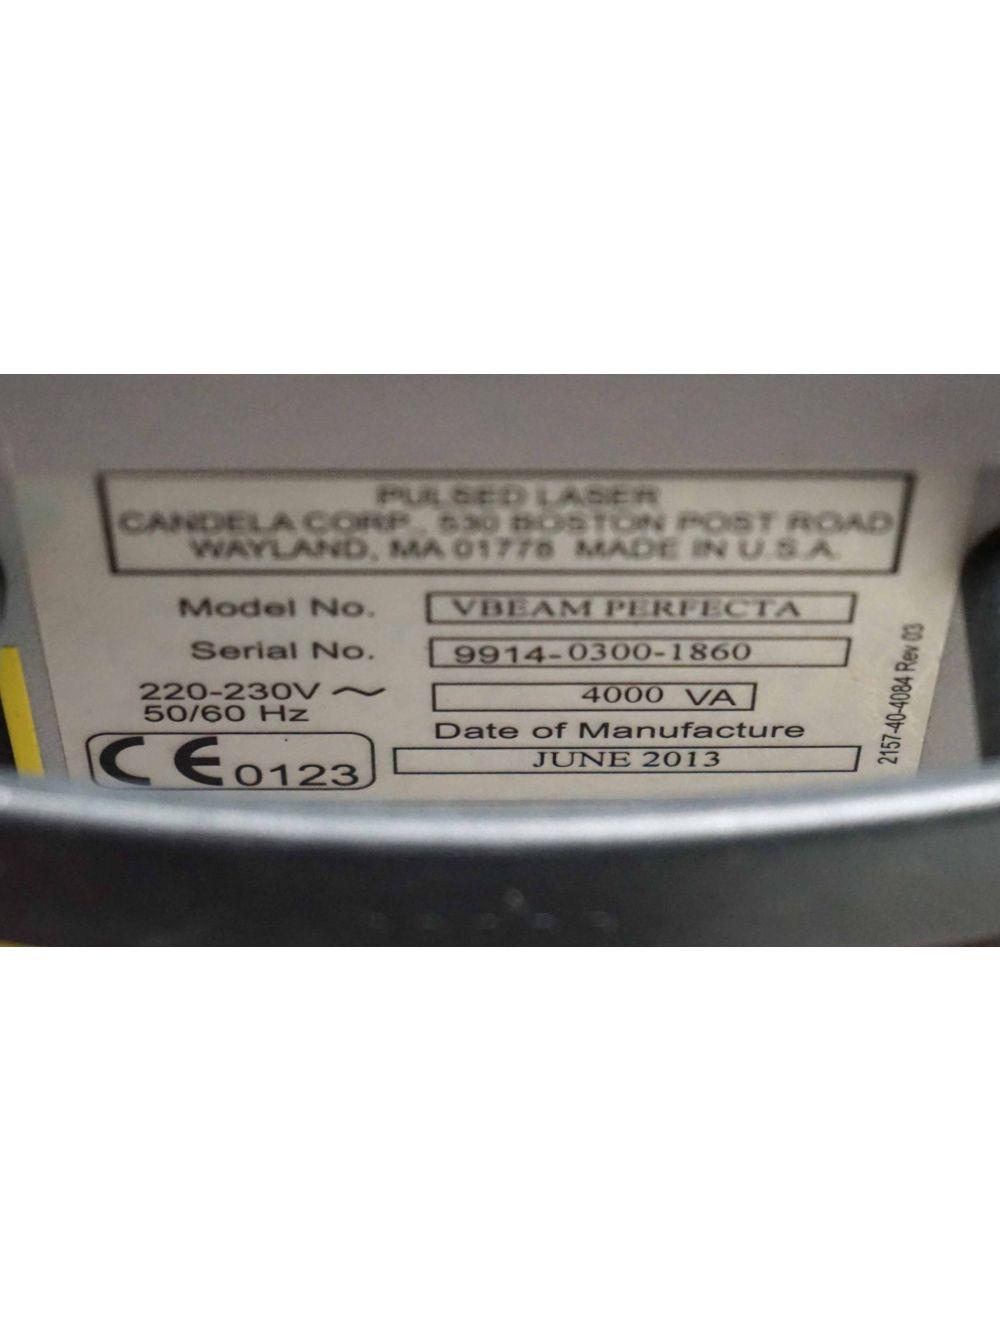 PULSED LASER
CANDELA CORP., 530 BOSTON POST ROAD
WAYLAND, MA 01778 MADE IN U.S.A.
Model No. VBEAM PERFECTA
Serial No. 9914-0300-1860
220-230V ~ 4000 VA
50/60 Hz
Date of Manufacture
CE 0123 JUNE 2013
2157-40-4084 Rev 03